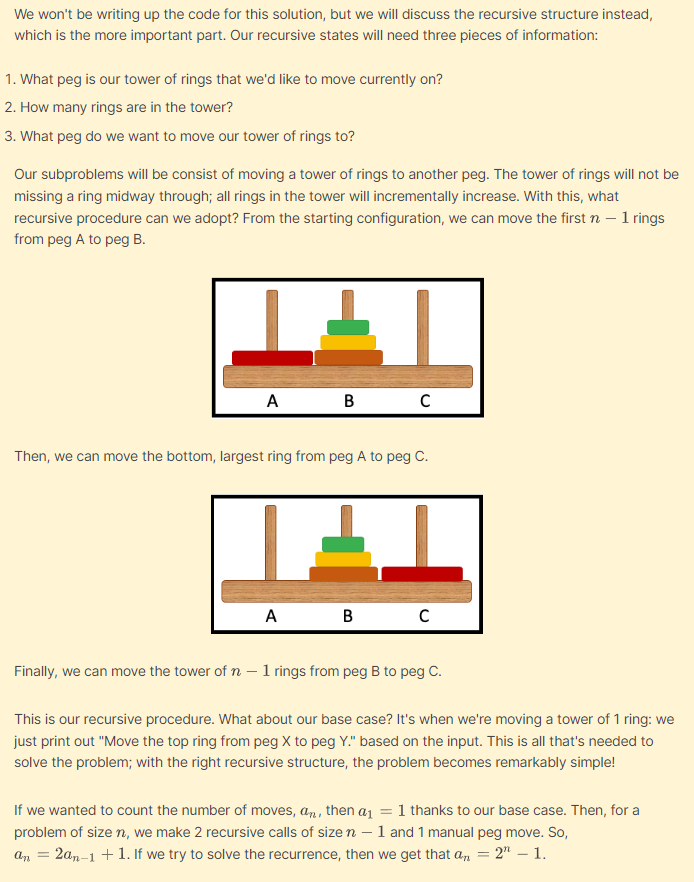 We won't be writing up the code for this solution, but we will discuss the recursive structure instead,
which is the more important part. Our recursive states will need three pieces of information:
1. What peg is our tower of rings that we'd like to move currently on?
2. How many rings are in the tower?
3. What peg do we want to move our tower of rings to?
Our subproblems will be consist of moving a tower of rings to another peg. The tower of rings will not be
missing a ring midway through; all rings in the tower will incrementally increase. With this, what
recursive procedure can we adopt? From the starting configuration, we can move the first n − 1 rings
from peg A to peg B.
A B C
Then, we can move the bottom, largest ring from peg A to peg C.
A B C
Finally, we can move the tower of n − 1 rings from peg B to peg C.
This is our recursive procedure. What about our base case? It's when we're moving a tower of 1 ring: we
just print out "Move the top ring from peg X to peg Y." based on the input. This is all that's needed to
solve the problem; with the right recursive structure, the problem becomes remarkably simple!
If we wanted to count the number of moves, aₙ, then a₁ = 1 thanks to our base case. Then, for a
problem of size n, we make 2 recursive calls of size n − 1 and 1 manual peg move. So,
aₙ = 2aₙ₋₁ + 1. If we try to solve the recurrence, then we get that aₙ = 2ⁿ − 1.